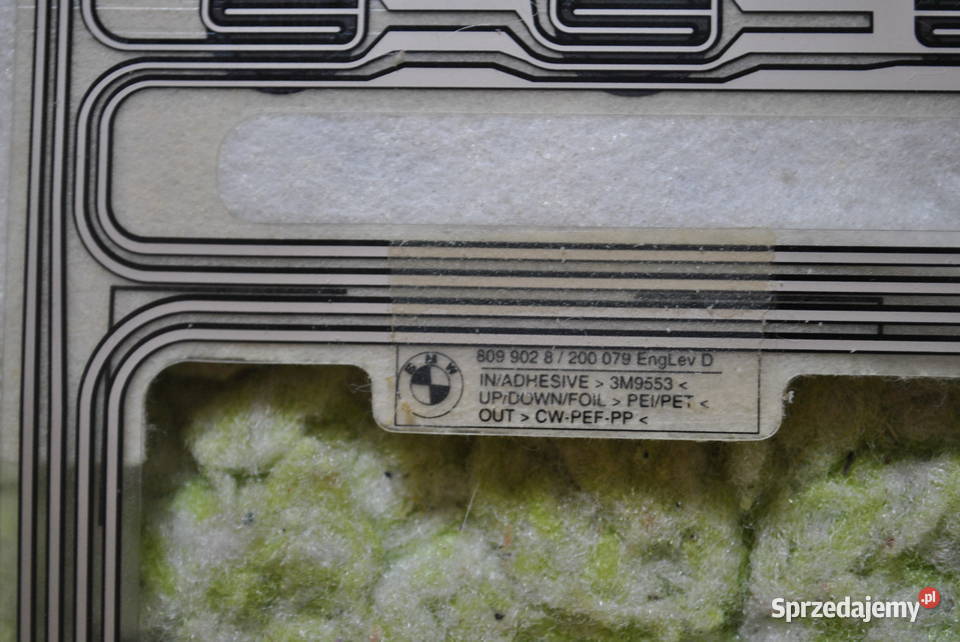 BMW
809 902 8 / 200 079 EngLev D
IN/ADHESIVE > 3M9553 <
UP/DOWN/FOIL > PEI/PET <
OUT > CW-PEF-PP <
Sprzedajemy.pl